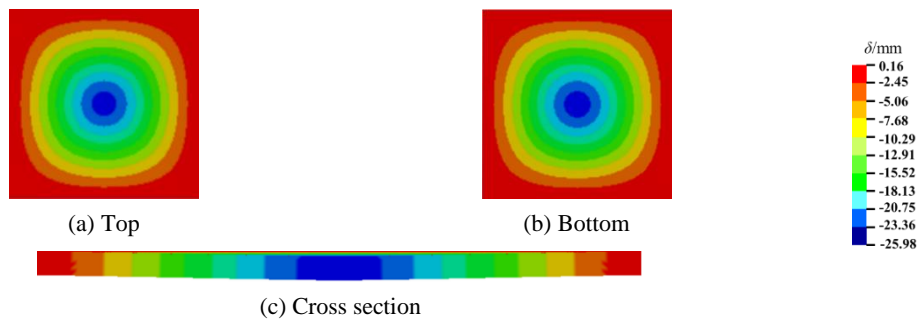 δ/mm
0.16
-2.45
-5.06
-7.68
-10.29
-12.91
-15.52
-18.13
-20.75
-23.36
-25.98
(a) Top
(b) Bottom
(c) Cross section